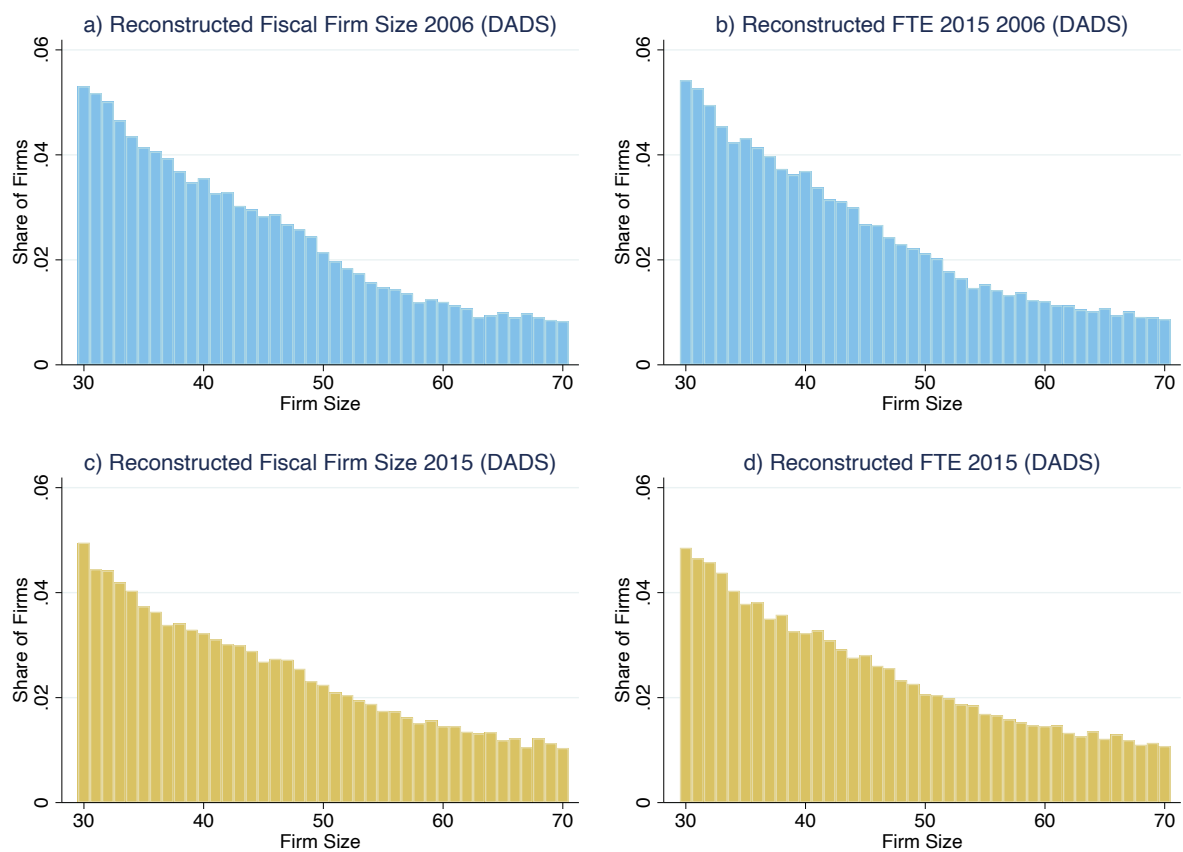 a) Reconstructed Fiscal Firm Size 2006 (DADS)
Share of Firms
0 .02 .04 .06
30 40 50 60 70
Firm Size
b) Reconstructed FTE 2015 2006 (DADS)
Share of Firms
0 .02 .04 .06
30 40 50 60 70
Firm Size
c) Reconstructed Fiscal Firm Size 2015 (DADS)
Share of Firms
0 .02 .04 .06
30 40 50 60 70
Firm Size
d) Reconstructed FTE 2015 (DADS)
Share of Firms
0 .02 .04 .06
30 40 50 60 70
Firm Size